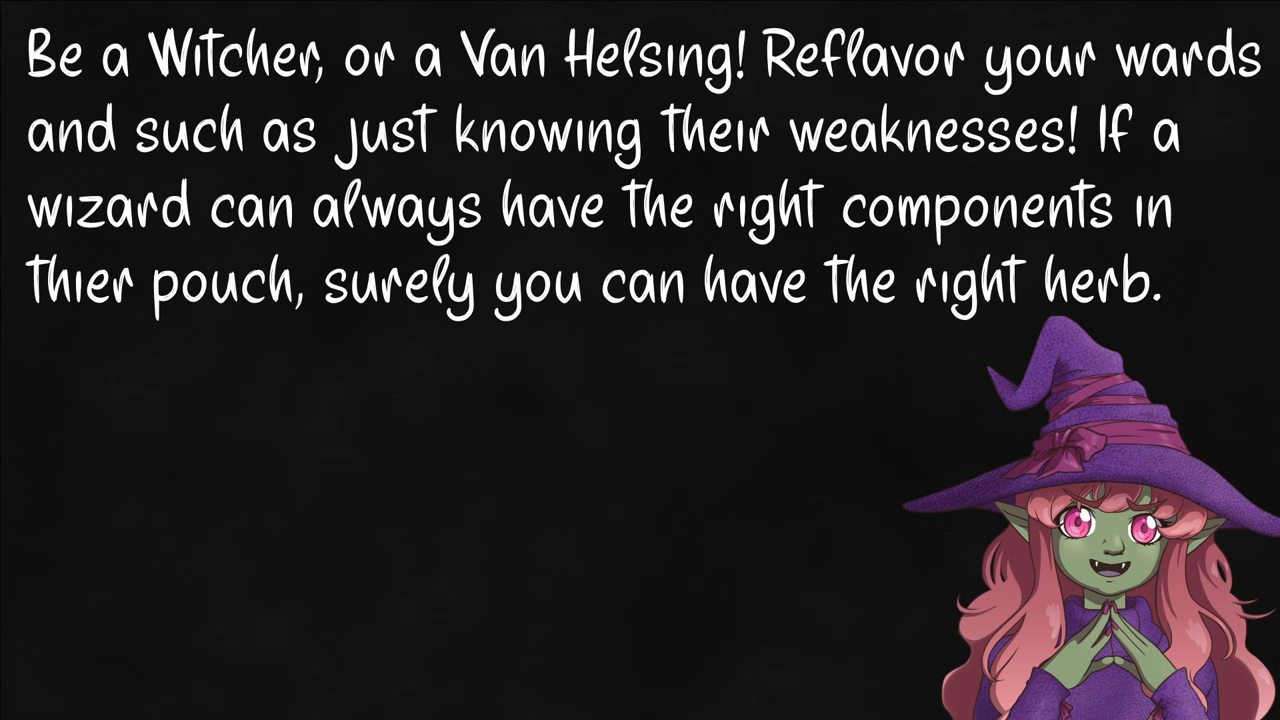 Be a Witcher, or a Van Helsing! Reflavor your wards
and such as just knowing their weaknesses! If a
wizard can always have the right components in
thier pouch, surely you can have the right herb.